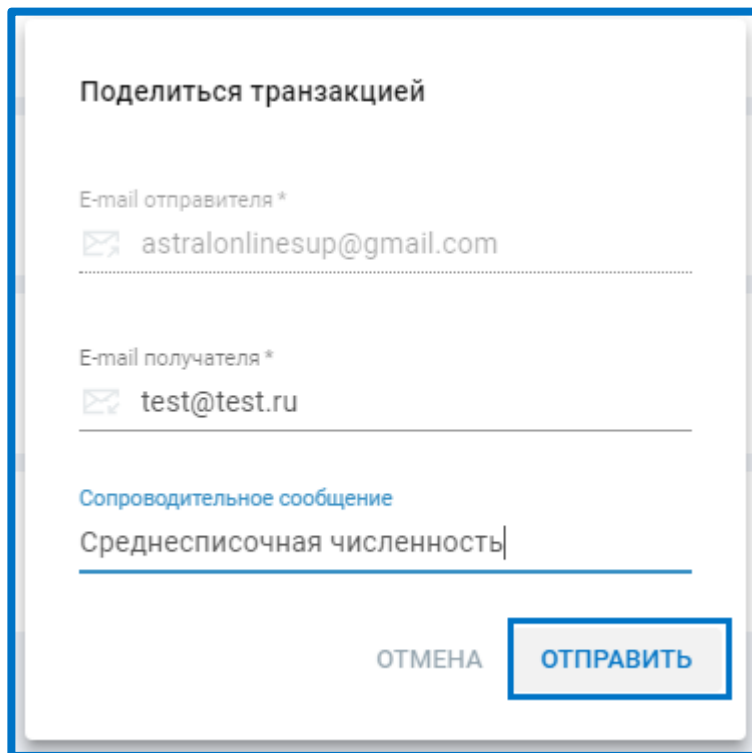 Поделиться транзакцией
E-mail отправителя *
astralonlinesup@gmail.com
E-mail получателя *
test@test.ru
Сопроводительное сообщение
Среднесписочная численность
ОТМЕНА ОТПРАВИТЬ